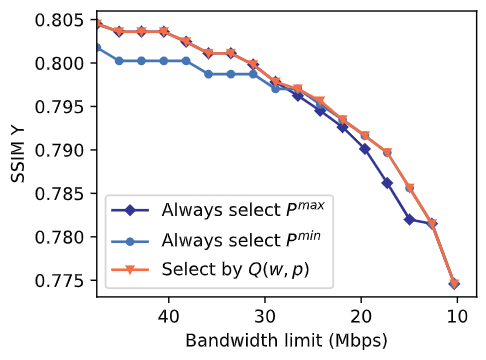 0.805
0.800
0.795
0.790
0.785
0.780
0.775
SSIM Y
Always select P^max
Always select P^min
Select by Q(w, p)
40 30 20 10
Bandwidth limit (Mbps)